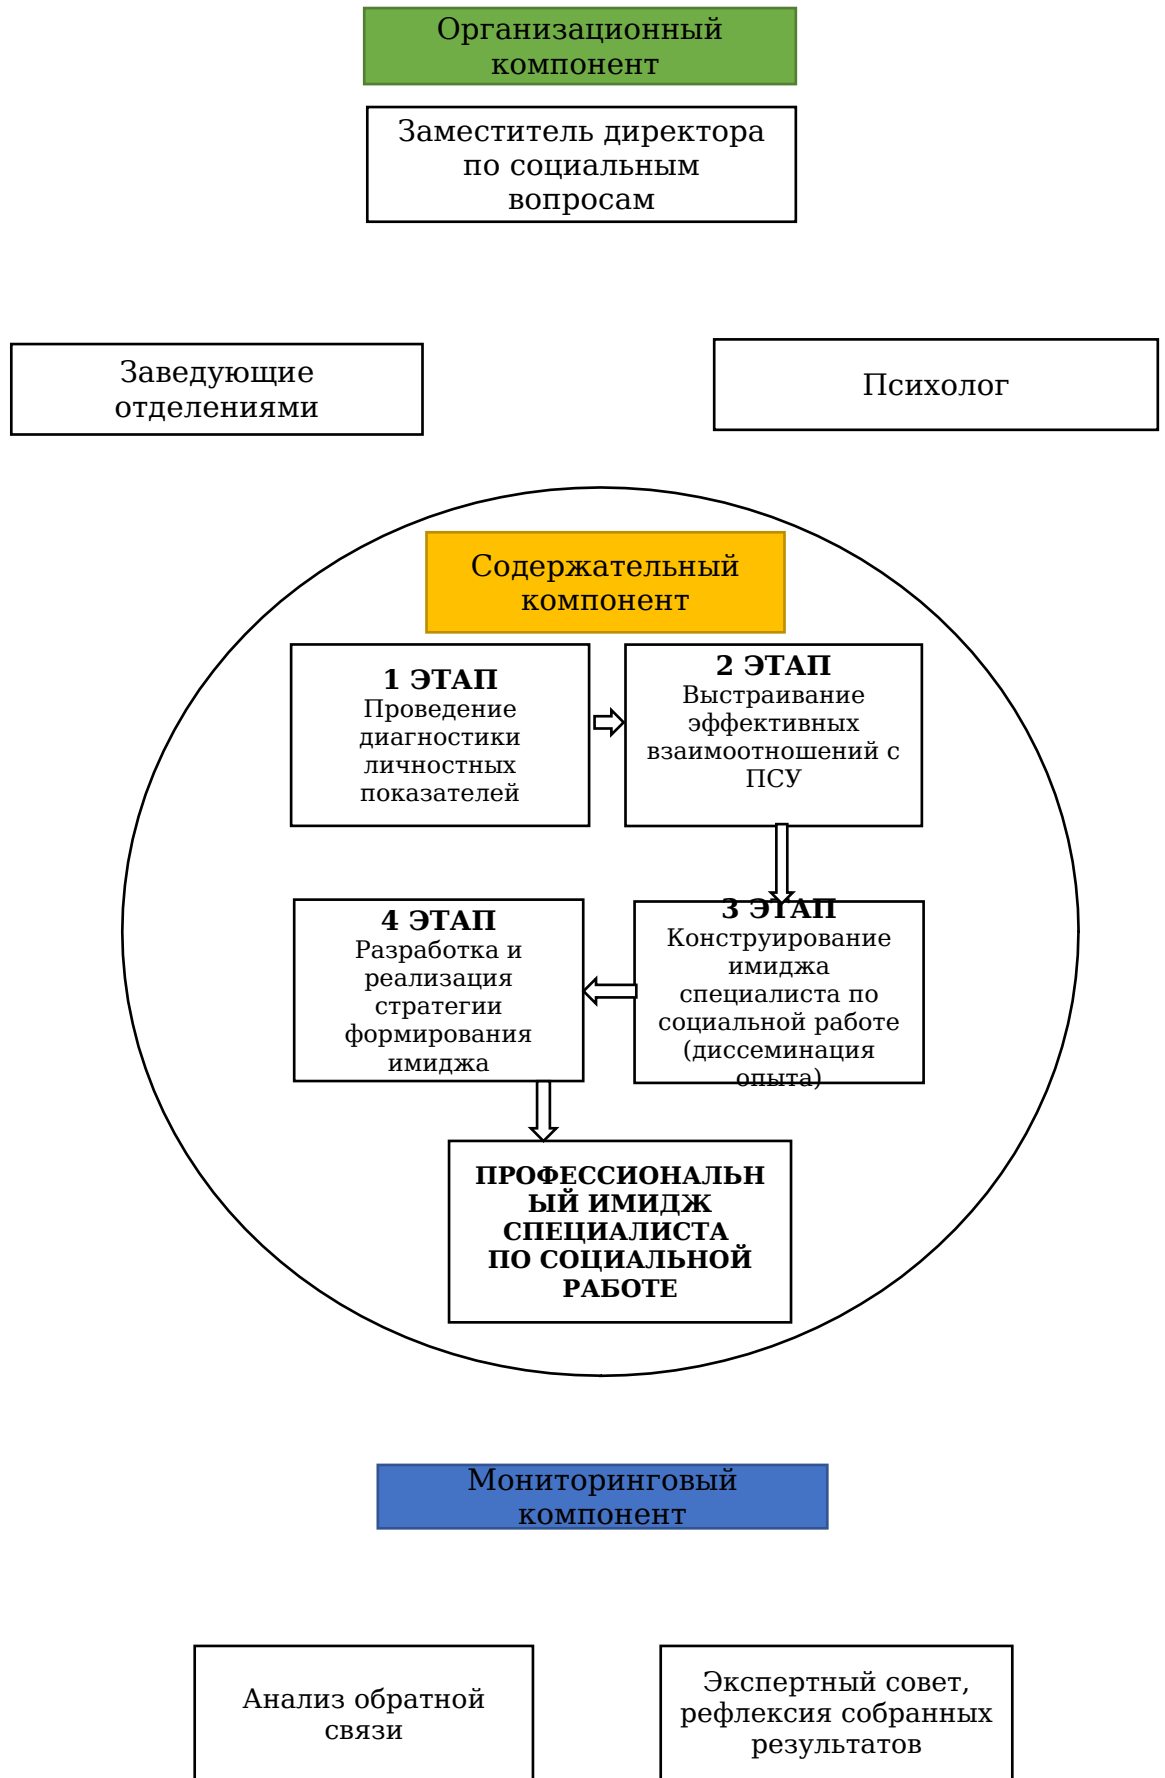 Организационный
компонент
Заместитель директора
по социальным
вопросам
Заведующие
отделениями
Психолог
Содержательный
компонент
1 ЭТАП
Проведение
диагностики
личностных
показателей
2 ЭТАП
Выстраивание
эффективных
взаимоотношений с
ПСУ
4 ЭТАП
Разработка и
реализация
стратегии
формирования
имиджа
3 ЭТАП
Конструирование
имиджа
специалиста по
социальной работе
(диссеминация
опыта)
ПРОФЕССИОНАЛЬН
ЫЙ ИМИДЖ
СПЕЦИАЛИСТА
ПО СОЦИАЛЬНОЙ
РАБОТЕ
Мониторинговый
компонент
Анализ обратной
связи
Экспертный совет,
рефлексия собранных
результатов